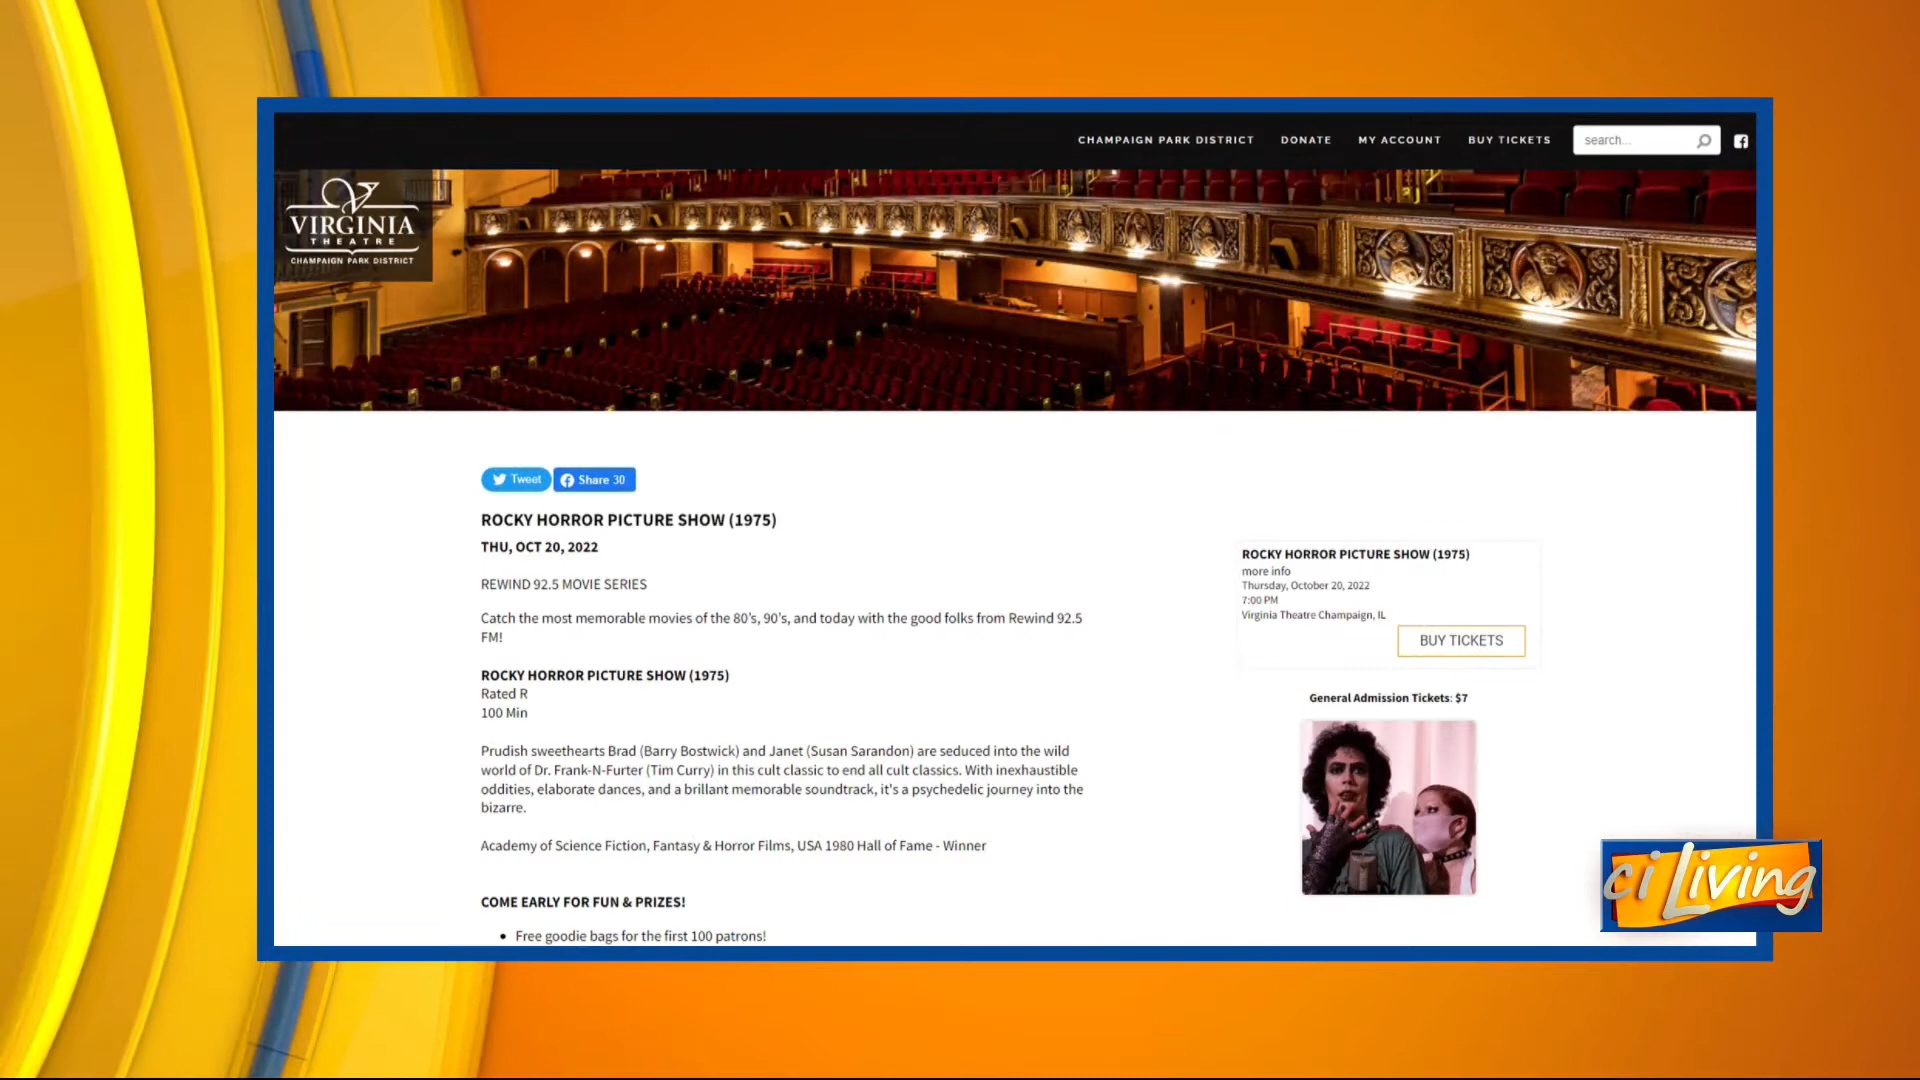 CHAMPAIGN PARK DISTRICT DONATE MY ACCOUNT BUY TICKETS search...
VIRGINIA
THEATRE
CHAMPAIGN PARK DISTRICT
Tweet Share 30
ROCKY HORROR PICTURE SHOW (1975)
THU, OCT 20, 2022
REWIND 92.5 MOVIE SERIES
Catch the most memorable movies of the 80's, 90's, and today with the good folks from Rewind 92.5
FM!
ROCKY HORROR PICTURE SHOW (1975)
Rated R
100 Min
Prudish sweethearts Brad (Barry Bostwick) and Janet (Susan Sarandon) are seduced into the wild
world of Dr. Frank-N-Furter (Tim Curry) in this cult classic to end all cult classics. With inexhaustible
oddities, elaborate dances, and a brillant memorable soundtrack, it's a psychedelic journey into the
bizarre.
Academy of Science Fiction, Fantasy & Horror Films, USA 1980 Hall of Fame - Winner
COME EARLY FOR FUN & PRIZES!
• Free goodie bags for the first 100 patrons!
ROCKY HORROR PICTURE SHOW (1975)
more info
Thursday, October 20, 2022
7:00 PM
Virginia Theatre Champaign, IL
BUY TICKETS
General Admission Tickets: $7
ci Living